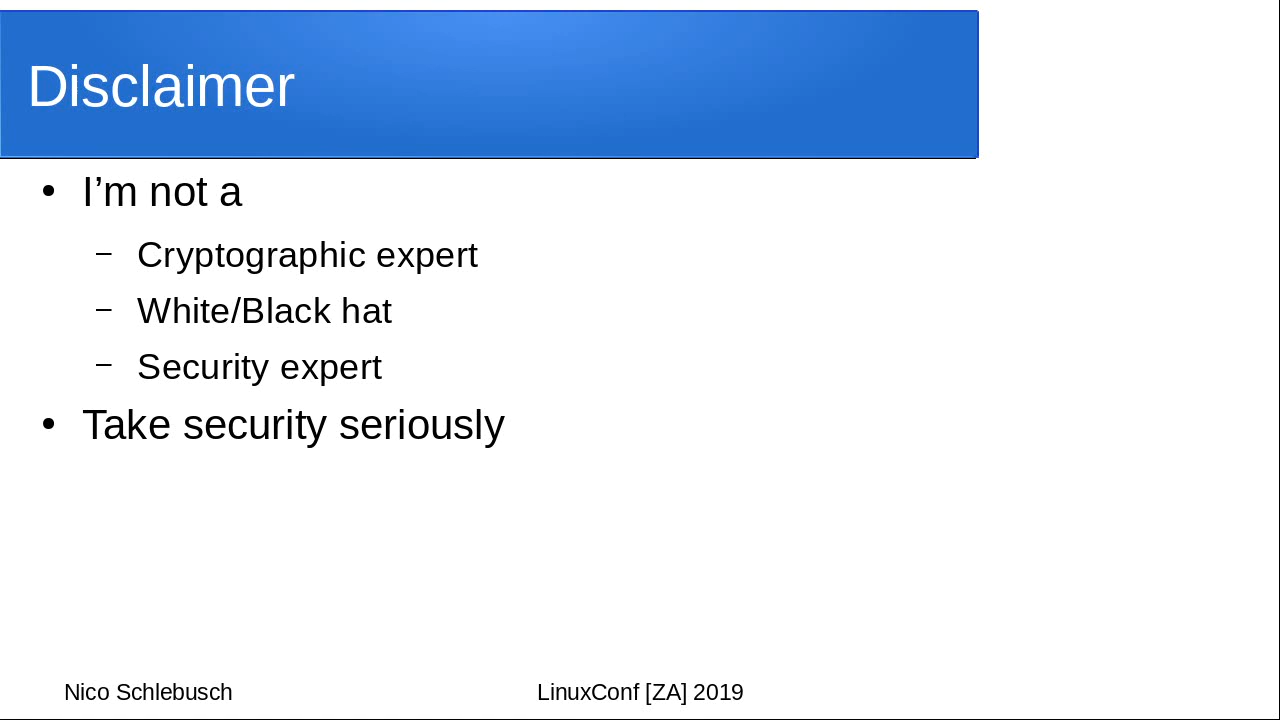 Disclaimer
• I’m not a
– Cryptographic expert
– White/Black hat
– Security expert
• Take security seriously
Nico Schlebusch
LinuxConf [ZA] 2019